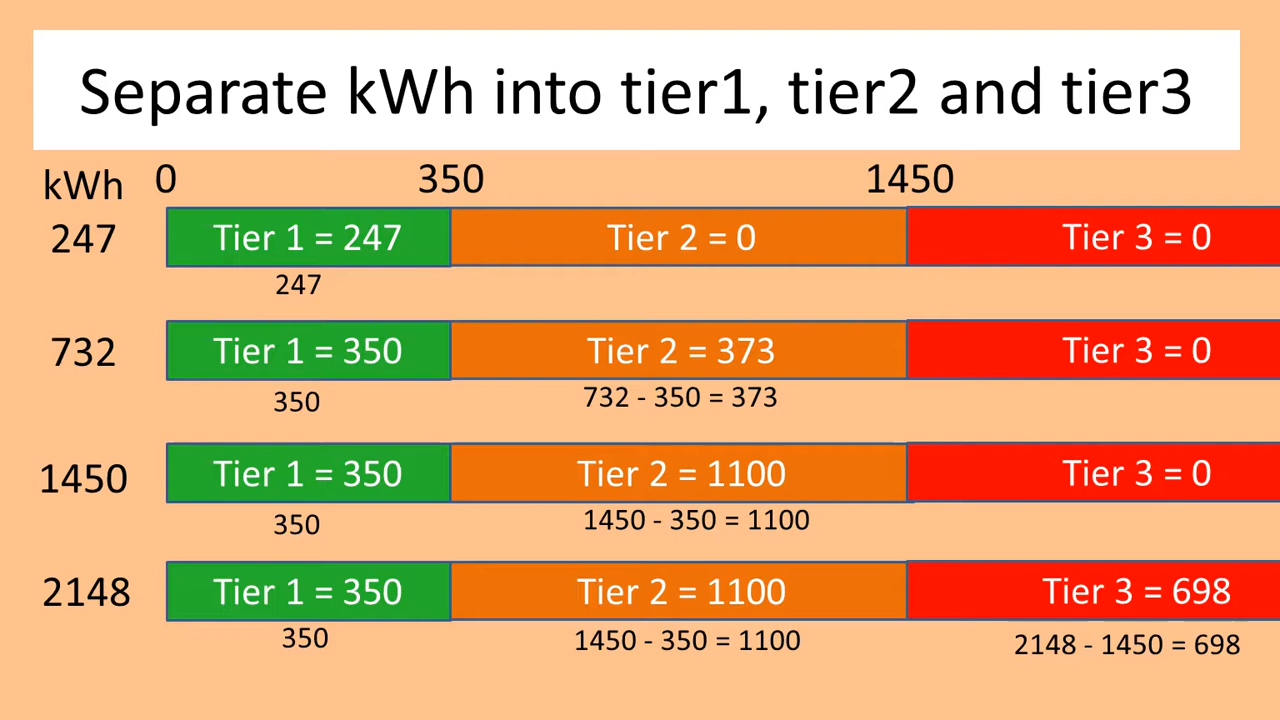 Separate kWh into tier1, tier2 and tier3
kWh 0 350 1450
247 Tier 1 = 247 Tier 2 = 0 Tier 3 = 0
247
732 Tier 1 = 350 Tier 2 = 373 Tier 3 = 0
350 732 - 350 = 373
1450 Tier 1 = 350 Tier 2 = 1100 Tier 3 = 0
350 1450 - 350 = 1100
2148 Tier 1 = 350 Tier 2 = 1100 Tier 3 = 698
350 1450 - 350 = 1100 2148 - 1450 = 698